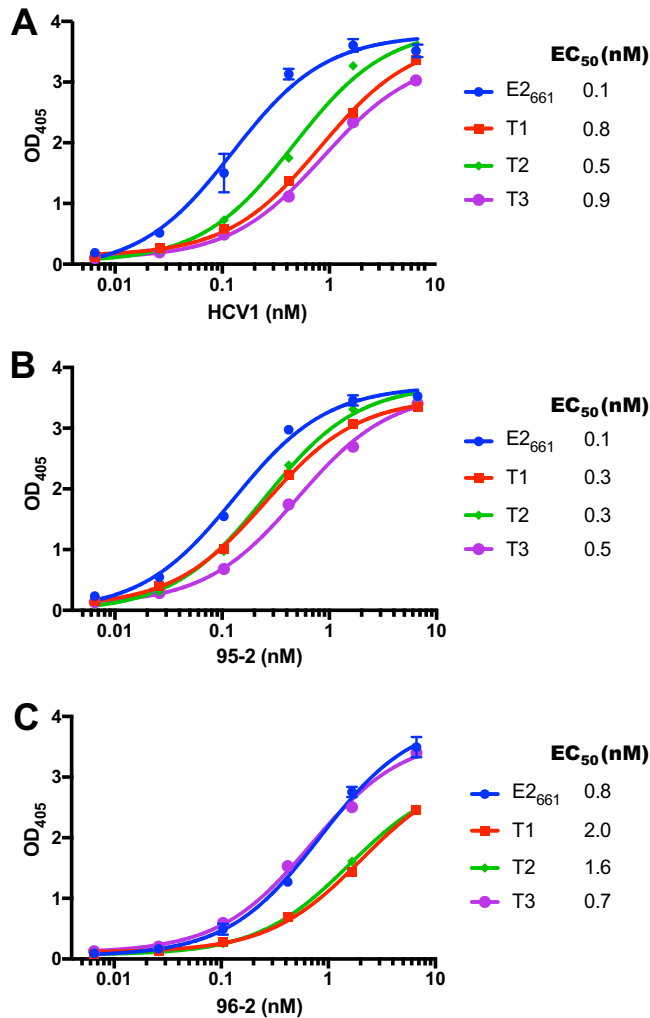 A
EC50 (nM)
E2661 0.1
T1 0.8
T2 0.5
T3 0.9
OD405
4
3
2
1
0
0.01 0.1 1 10
HCV1 (nM)
B
EC50 (nM)
E2661 0.1
T1 0.3
T2 0.3
T3 0.5
OD405
4
3
2
1
0
0.01 0.1 1 10
95-2 (nM)
C
EC50 (nM)
E2661 0.8
T1 2.0
T2 1.6
T3 0.7
OD405
4
3
2
1
0
0.01 0.1 1 10
96-2 (nM)